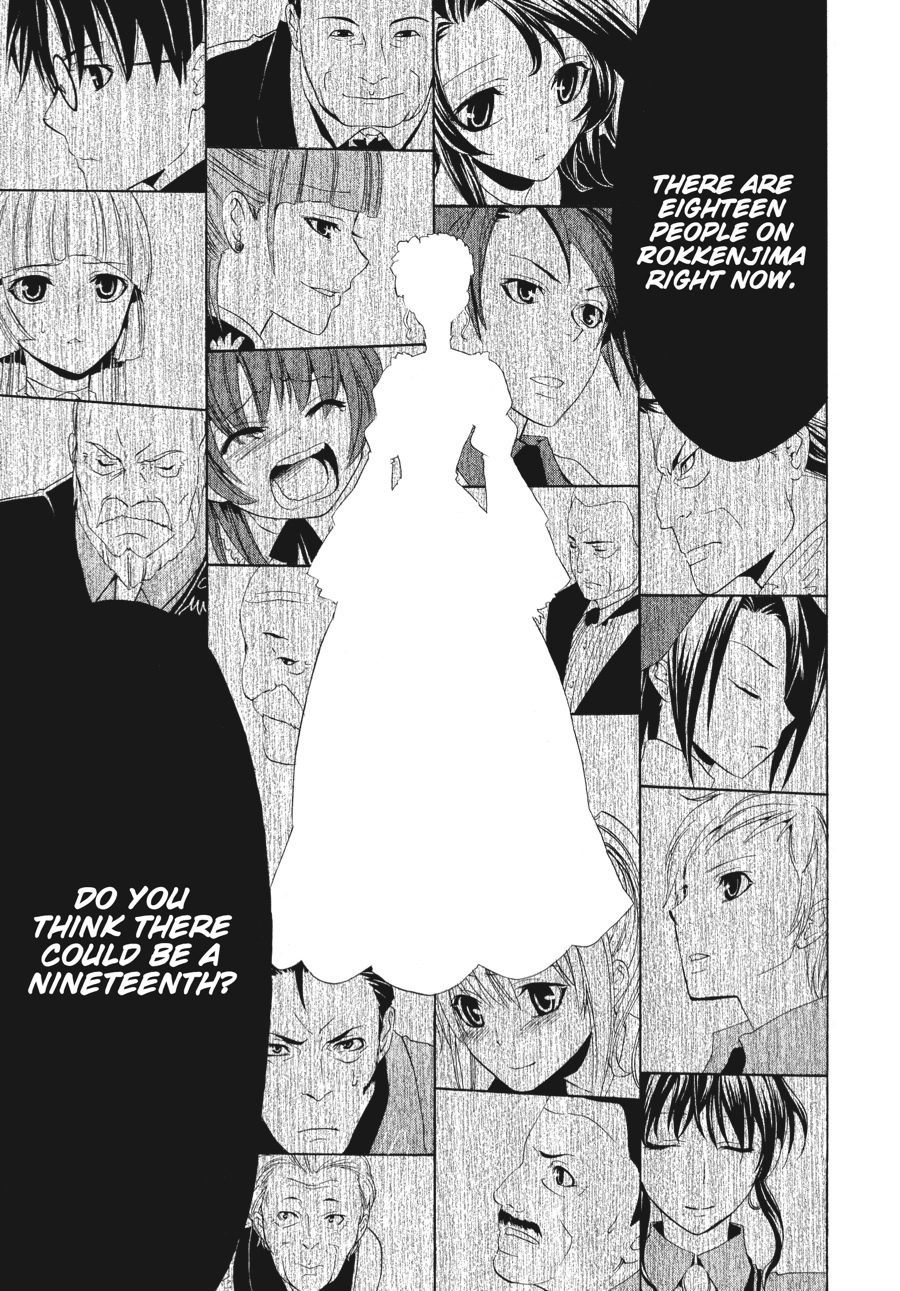 THERE ARE
EIGHTEEN
PEOPLE ON
ROKKENJIMA
RIGHT NOW.
DO YOU
THINK THERE
COULD BE A
NINETEENTH?